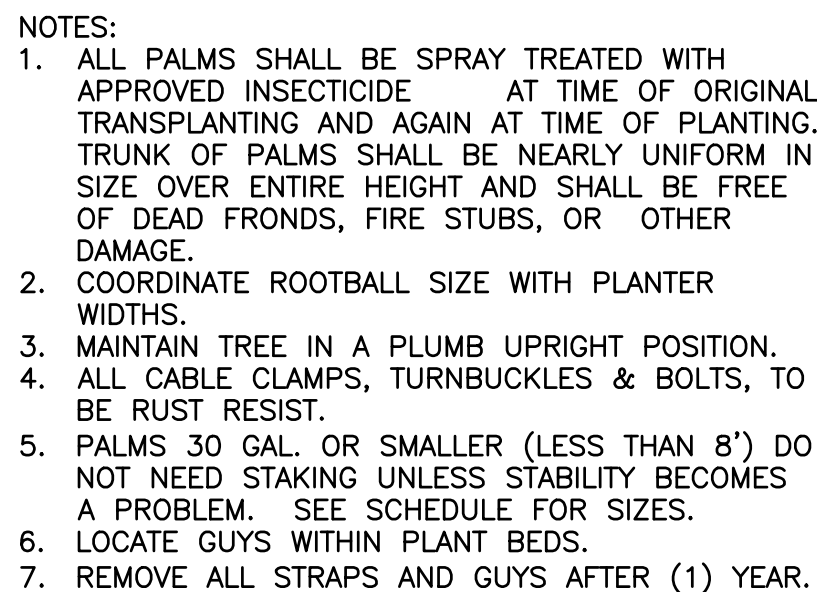 NOTES:
1. ALL PALMS SHALL BE SPRAY TREATED WITH
APPROVED INSECTICIDE AT TIME OF ORIGINAL
TRANSPLANTING AND AGAIN AT TIME OF PLANTING.
TRUNK OF PALMS SHALL BE NEARLY UNIFORM IN
SIZE OVER ENTIRE HEIGHT AND SHALL BE FREE
OF DEAD FRONDS, FIRE STUBS, OR OTHER
DAMAGE.
2. COORDINATE ROOTBALL SIZE WITH PLANTER
WIDTHS.
3. MAINTAIN TREE IN A PLUMB UPRIGHT POSITION.
4. ALL CABLE CLAMPS, TURNBUCKLES & BOLTS, TO
BE RUST RESIST.
5. PALMS 30 GAL. OR SMALLER (LESS THAN 8') DO
NOT NEED STAKING UNLESS STABILITY BECOMES
A PROBLEM. SEE SCHEDULE FOR SIZES.
6. LOCATE GUYS WITHIN PLANT BEDS.
7. REMOVE ALL STRAPS AND GUYS AFTER (1) YEAR.